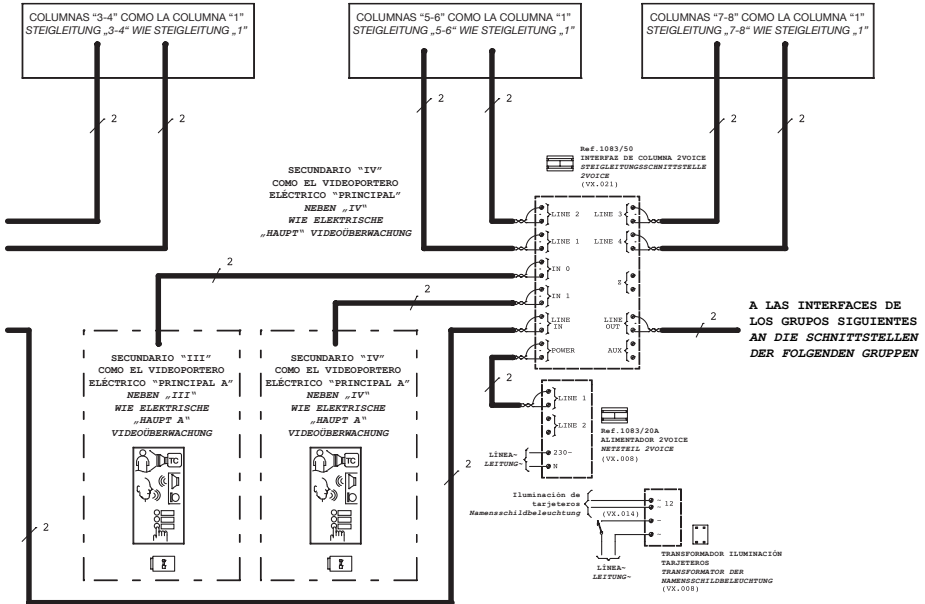 COLUMNAS “3-4” COMO LA COLUMNA “1”
STEIGLEITUNG „3-4“ WIE STEIGLEITUNG „1”
COLUMNAS "5-6” COMO LA COLUMNA “1”
STEIGLEITUNG „5-6“ WIE STEIGLEITUNG „1”
COLUMNAS “7-8” COMO LA COLUMNA “1”
STEIGLEITUNG „7-8” WIE STEIGLEITUNG „1”
2
2
2
2
2
2
Ref.1083/50
INTERFAZ DE COLUMNA 2VOICE
STEIGLEITUNGSSCHNITTSTELLE
2VOICE
(VX.021)
SECUNDARIO “IV”
COMO EL VIDEOPORTERO
ELÉCTRICO “PRINCIPAL”
NEBEN „IV“
WIE ELEKTRISCHE
„HAUPT“ VIDEOÜBERWACHUNG
LINE 2
LINE 3
LINE 1
LINE 4
IN 0
Z
IN 1
LINE
IN
LINE
OUT
POWER
AUX
2
2
2
2
A LAS INTERFACES DE
LOS GRUPOS SIGUIENTES
AN DIE SCHNITTSTELLEN
DER FOLGENDEN GRUPPEN
SECUNDARIO “III”
COMO EL VIDEOPORTERO
ELÉCTRICO “PRINCIPAL A”
NEBEN „III“
WIE ELEKTRISCHE
„HAUPT A“
VIDEOÜBERWACHUNG
TC
SECUNDARIO “IV”
COMO EL VIDEOPORTERO
ELÉCTRICO “PRINCIPAL A”
NEBEN „IV“
WIE ELEKTRISCHE
„HAUPT A“
VIDEOÜBERWACHUNG
TC
LINE 1
LINE 2
230~
N
LÍNEA~
LEITUNG~
Ref.1083/20A
ALIMENTADOR 2VOICE
NETZTEIL 2VOICE
(VX.008)
2
2
Iluminación de
tarjeteros
Namensschildbeleuchtung
(VX.014)
~ 12
~
~
~
LÍNEA~
LEITUNG~
TRANSFORMADOR ILUMINACIÓN
TARJETEROS
TRANSFORMATOR DER
NAMENSSCHILDBELEUCHTUNG
(VX.008)